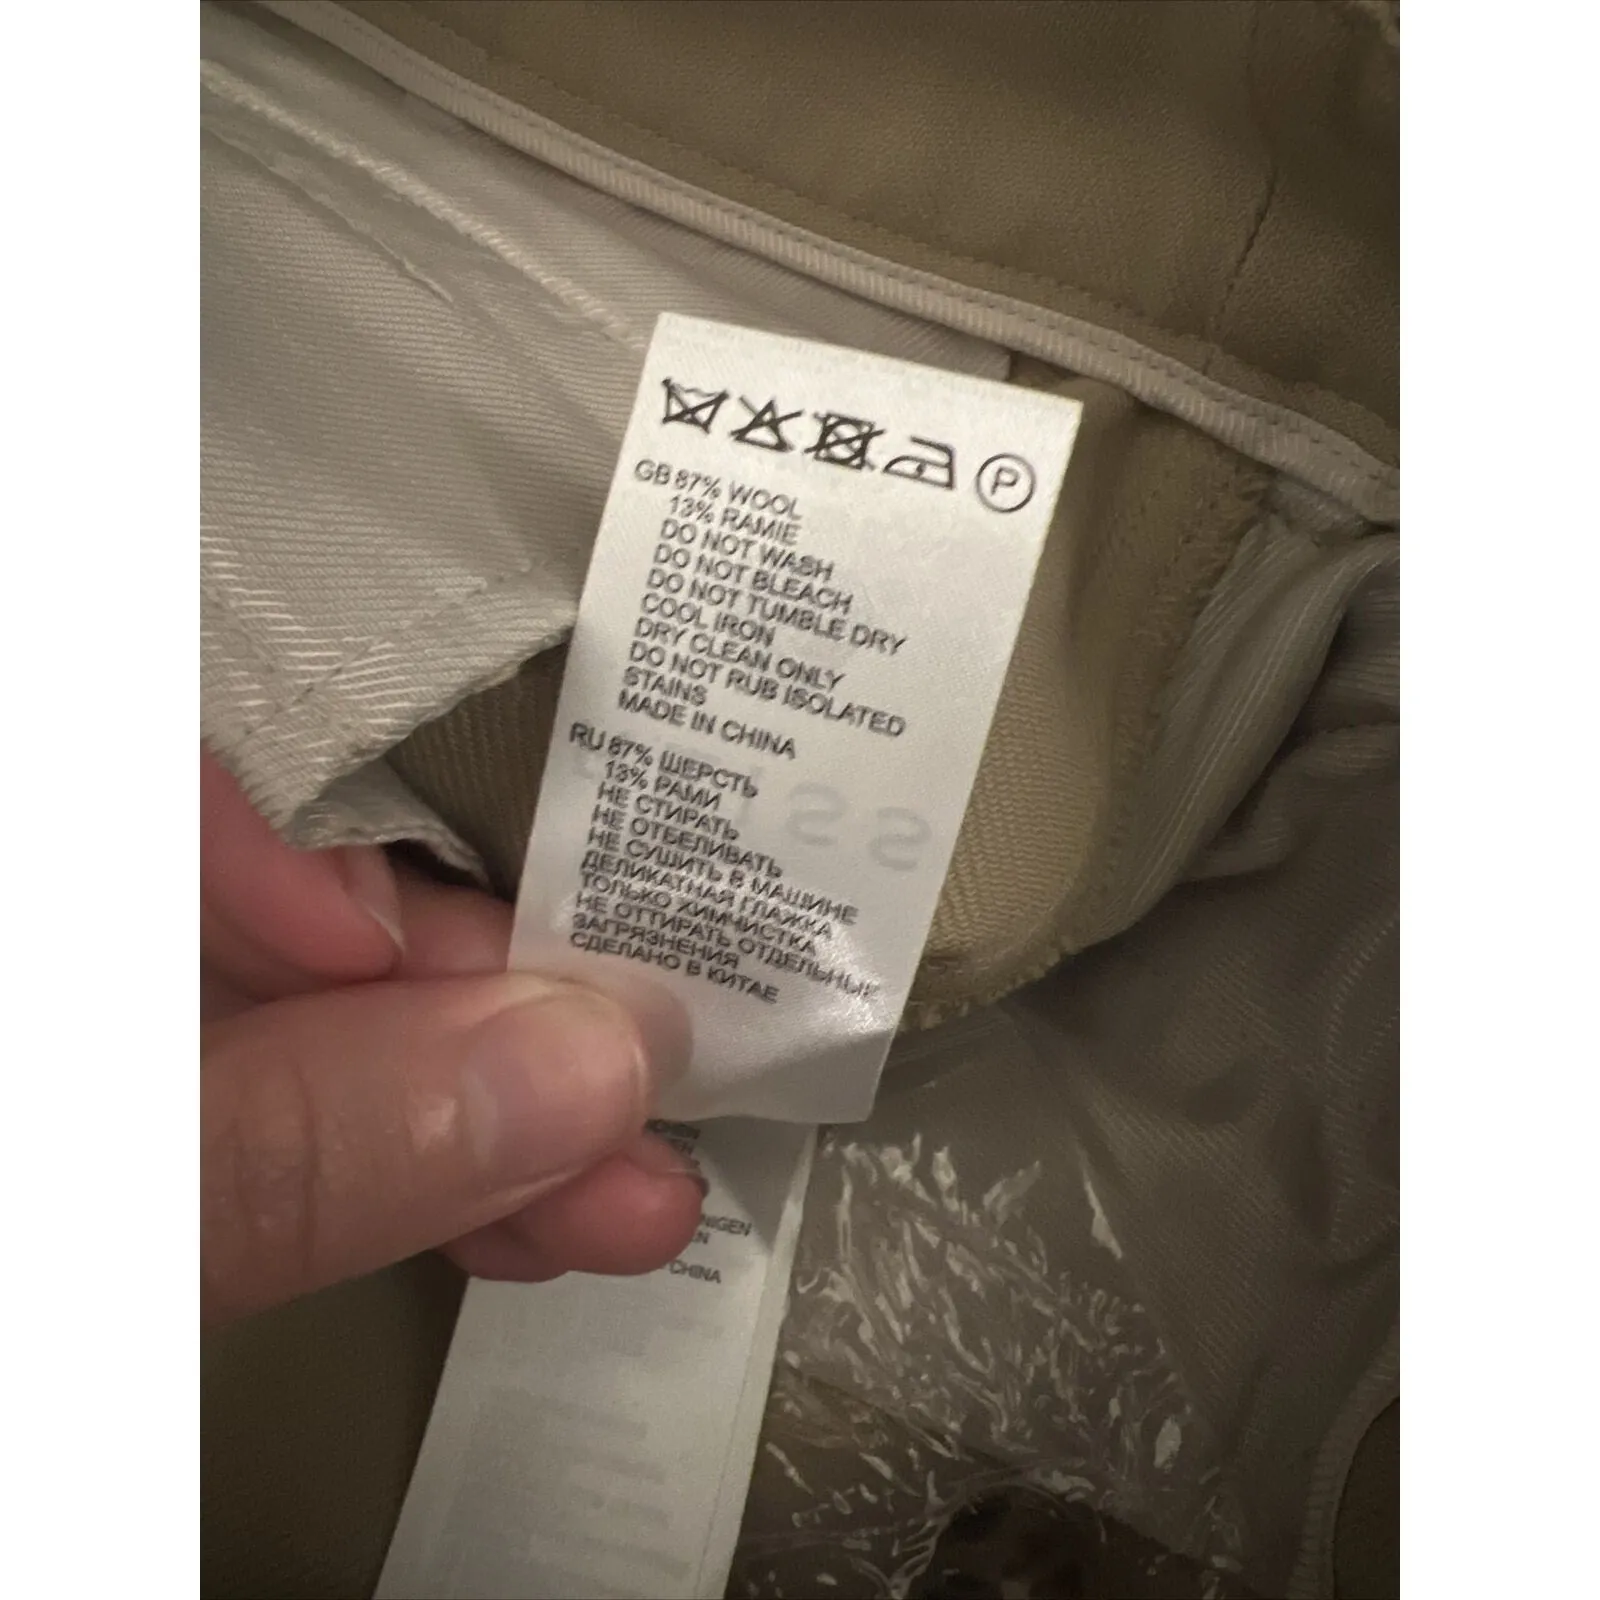 P
GB 87% WOOL
13% RAMIE
DO NOT WASH
DO NOT BLEACH
DO NOT TUMBLE DRY
COOL IRON
DRY CLEAN ONLY
DO NOT RUB ISOLATED
STAINS
MADE IN CHINA
RU 87% ШЕРСТЬ
13% РАМИ
НЕ СТИРАТЬ
НЕ ОТБЕЛИВАТЬ
НЕ СУШИТЬ В МАШИНЕ
ДЕЛИКАТНАЯ ГЛАЖКА
ТОЛЬКО ХИМЧИСТКА
НЕ ОТТИРАТЬ ОТДЕЛЬНЫЕ
ЗАГРЯЗНЕНИЯ
СДЕЛАНО В КИТАЕ
CHINA